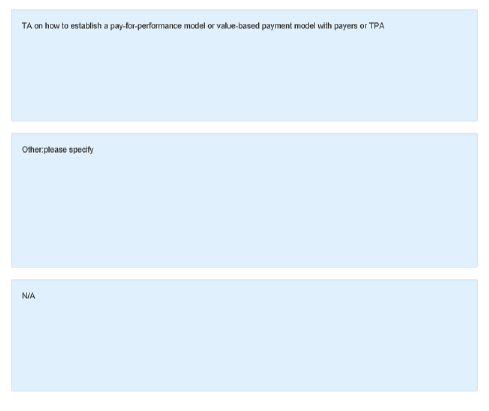 TA on how to establish a pay-for-performance model or value-based payment model with payers or TPA
Other:please specify
N/A